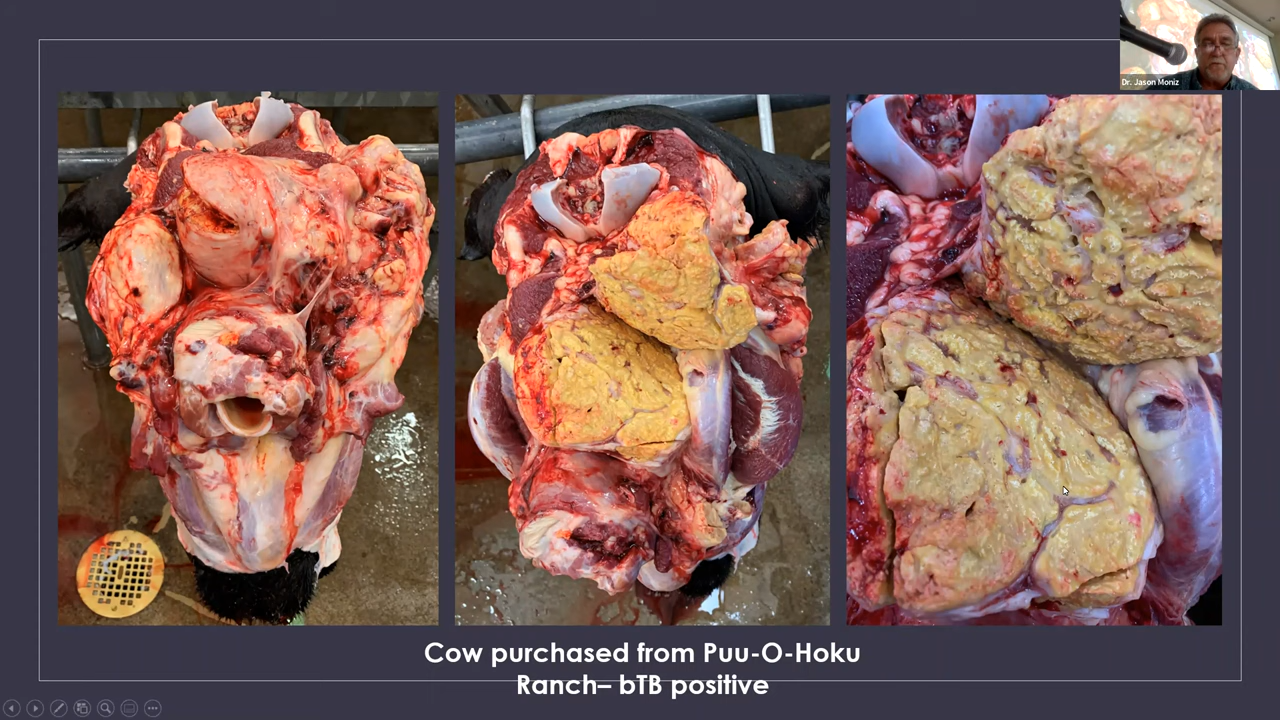 Dr. Jason Moniz
Cow purchased from Puu-O-Hoku
Ranch– bTB positive